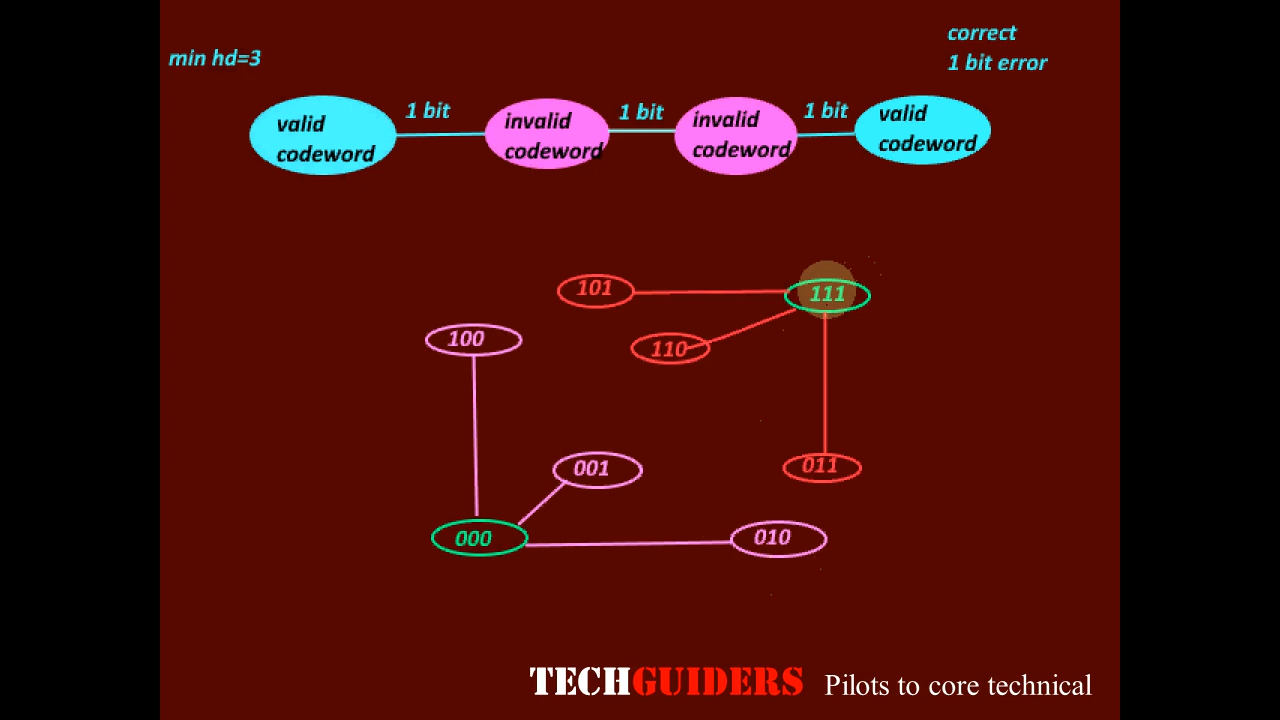 correct
min hd=3
1 bit error
1 bit
1 bit
1 bit
valid
codeword
invalid
codeword
invalid
codeword
valid
codeword
101
111
100
110
001
011
000
010
TECHGUIDERS Pilots to core technical